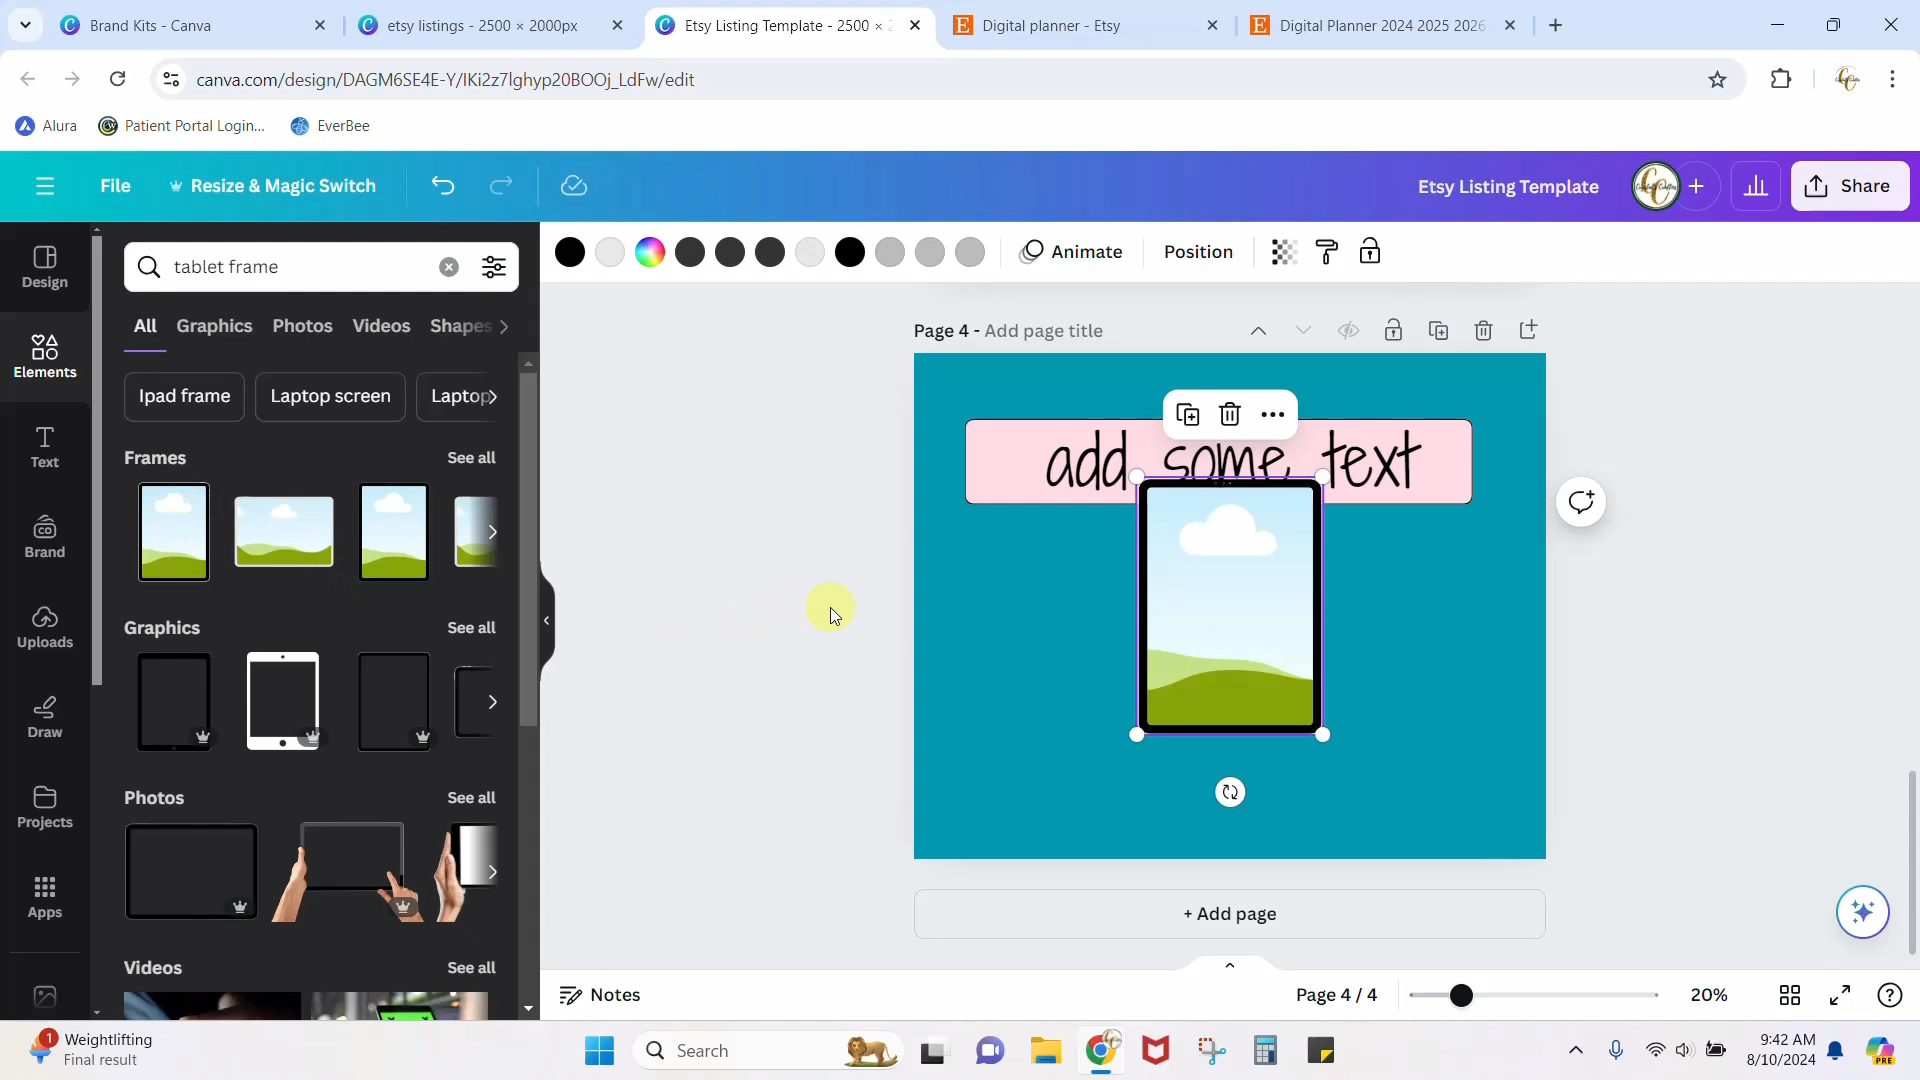 Brand Kits - Canva
etsy listings - 2500 × 2000px
Etsy Listing Template - 2500 ×
Digital planner - Etsy
Digital Planner 2024 2025 2026
canva.com/design/DAGM6SE4E-Y/IKi2z7lghyp20BOOj_LdFw/edit
Alura
Patient Portal Login...
EverBee
File
Resize & Magic Switch
Etsy Listing Template
Share
Design
Elements
Text
Brand
Uploads
Draw
Projects
Apps
tablet frame
All
Graphics
Photos
Videos
Shapes
Ipad frame
Laptop screen
Laptop
Frames
See all
Graphics
See all
Photos
See all
Videos
See all
Animate
Position
Page 4 - Add page title
add some text
+ Add page
Notes
Page 4 / 4
20%
1
Weightlifting
Final result
Search
9:42 AM
8/10/2024
PRE